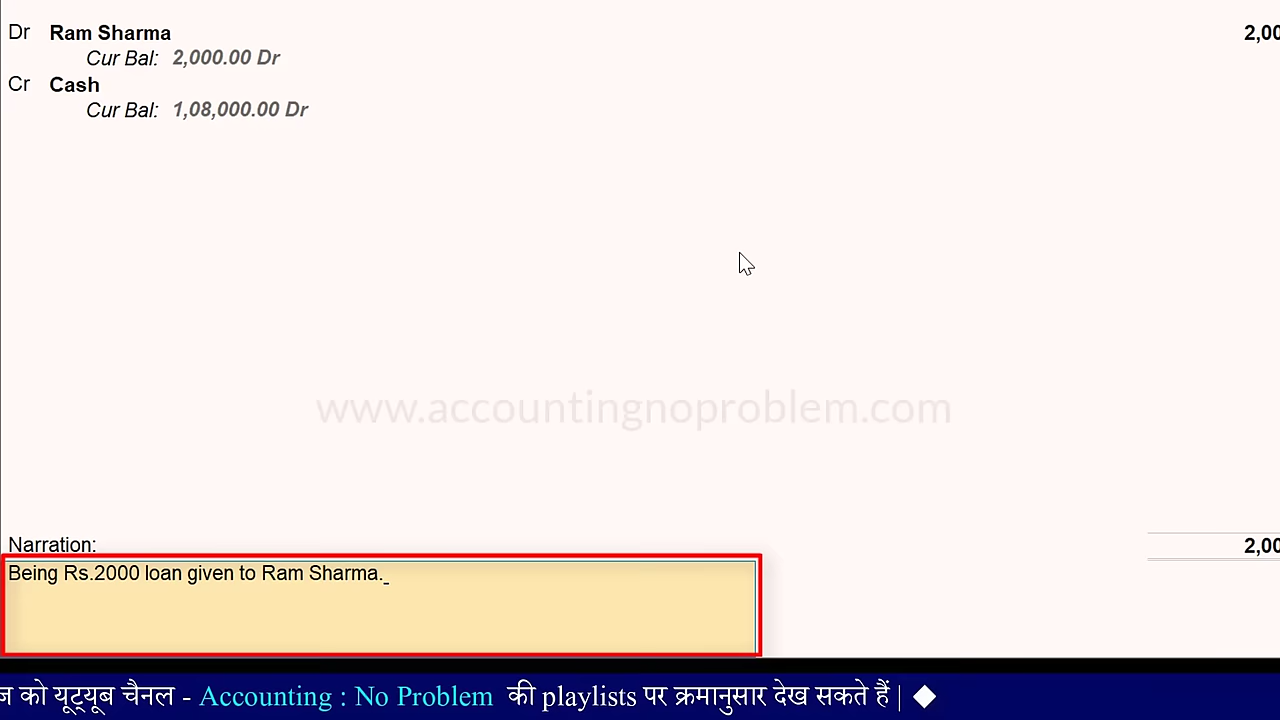 Dr Ram Sharma 2,00
Cur Bal: 2,000.00 Dr
Cr Cash
Cur Bal: 1,08,000.00 Dr
www.accountingnoproblem.com
Narration: 2,00
Being Rs.2000 loan given to Ram Sharma.
ज को यूट्यूब चैनल - Accounting : No Problem की playlists पर क्रमानुसार देख सकते हैं | ◆